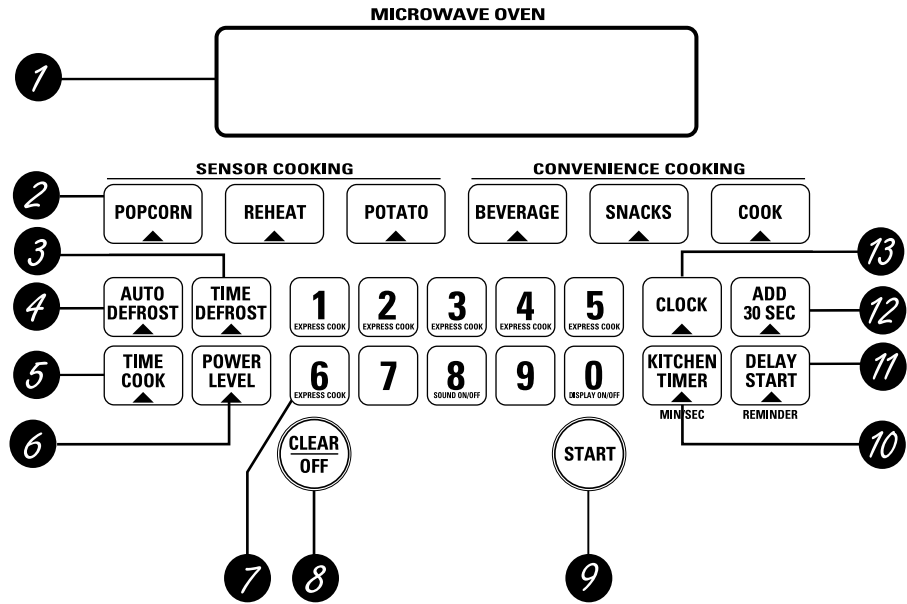 MICROWAVE OVEN
1
SENSOR COOKING
CONVENIENCE COOKING
2
POPCORN
REHEAT
POTATO
BEVERAGE
SNACKS
COOK
3
13
4
AUTO
DEFROST
TIME
DEFROST
1
EXPRESS COOK
2
EXPRESS COOK
3
EXPRESS COOK
4
EXPRESS COOK
5
EXPRESS COOK
CLOCK
ADD
30 SEC
12
5
TIME
COOK
POWER
LEVEL
6
EXPRESS COOK
7
8
SOUND ON/OFF
9
0
DISPLAY ON/OFF
KITCHEN
TIMER
MIN/SEC
DELAY
START
REMINDER
11
6
CLEAR
OFF
START
10
7
8
9